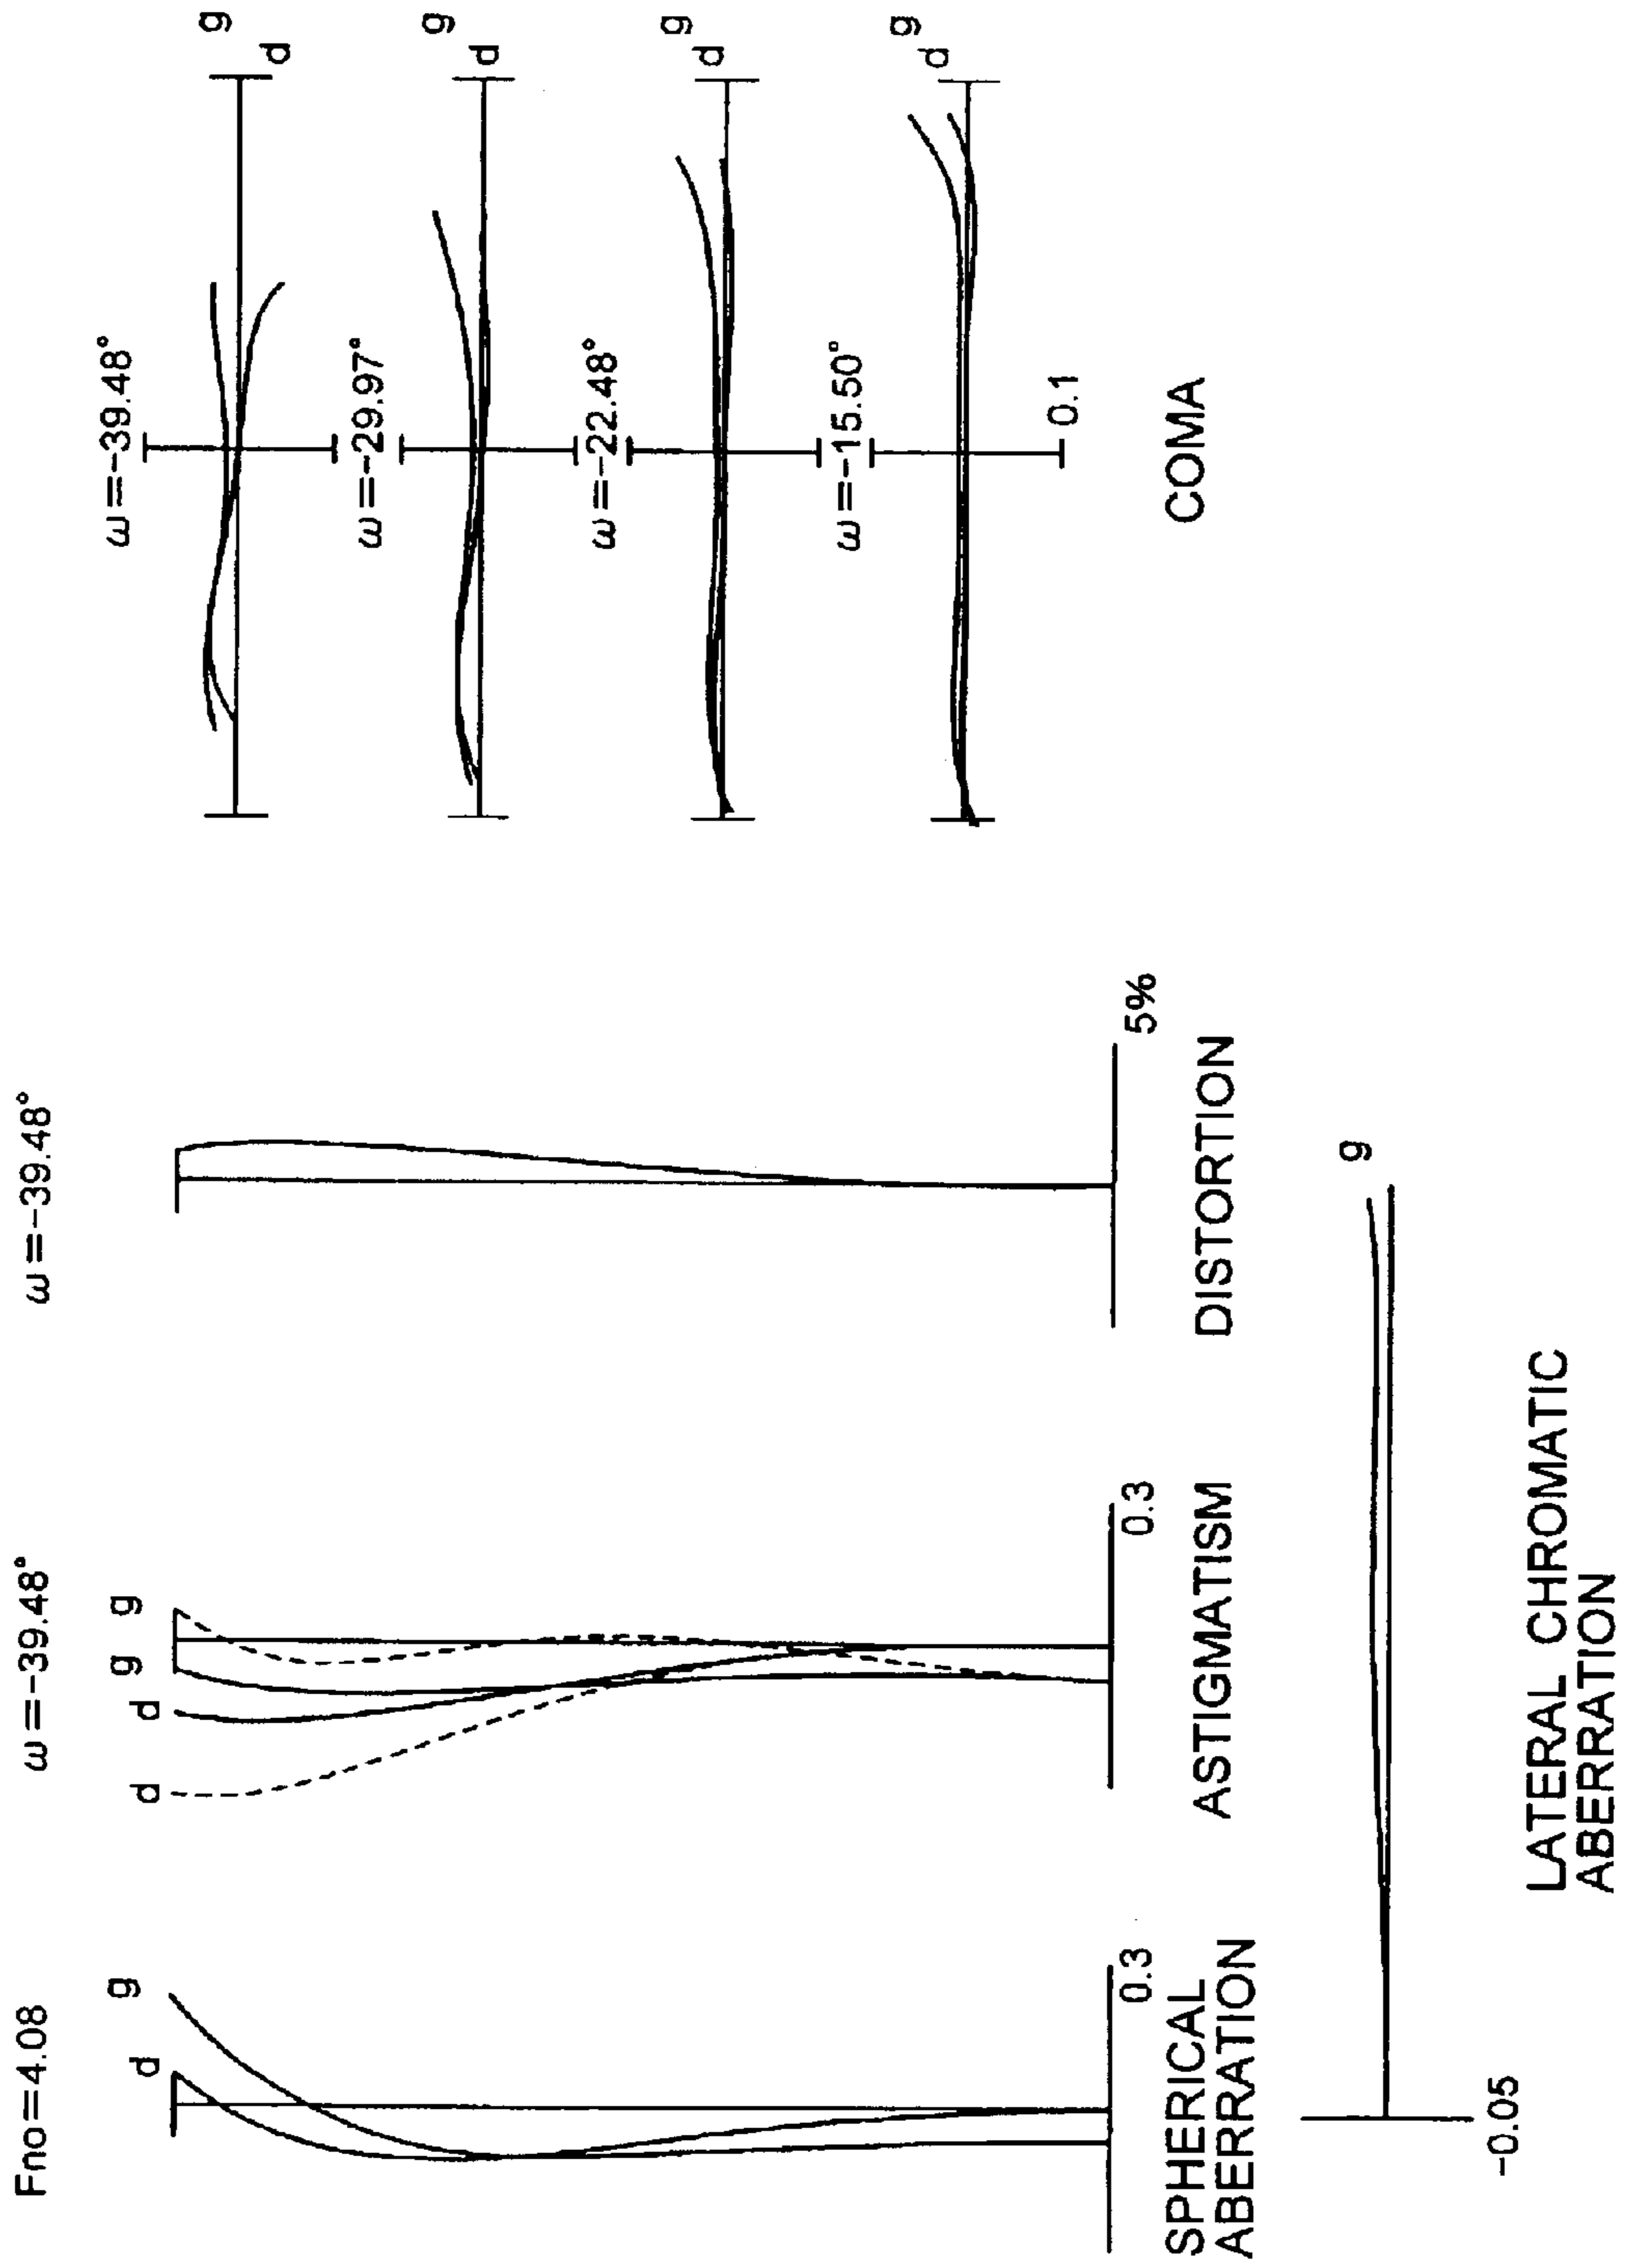 Fno=4.08
d
g
0.3
SPHERICAL
ABERRATION
ω=-39.48°
d
d
g
g
0.3
ASTIGMATISM
ω=-39.48°
5%
DISTORTION
ω=-39.48°
g
d
ω=-29.97°
g
d
ω=-22.48°
g
d
ω=-15.50°
g
d
0.1
COMA
g
-0.05
LATERAL CHROMATIC
ABERRATION